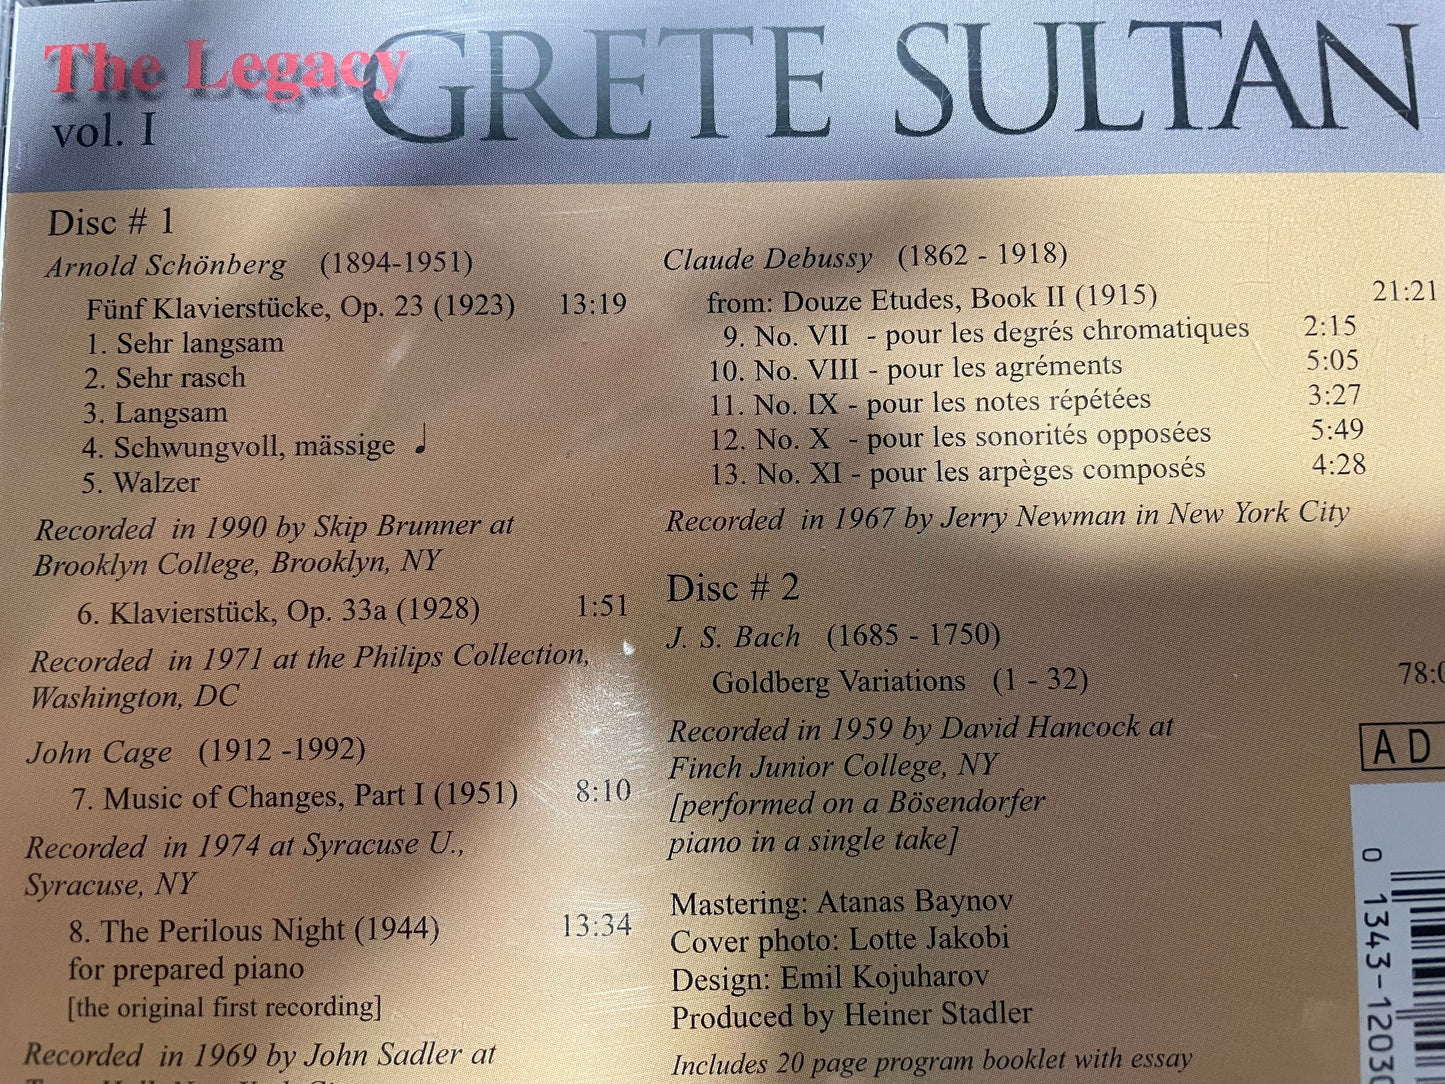 The Legacy GRETE SULTAN
vol. I
Disc # 1
Arnold Schönberg (1894-1951)
Fünf Klavierstücke, Op. 23 (1923) 13:19
1. Sehr langsam
2. Sehr rasch
3. Langsam
4. Schwungvoll, mässige ♩
5. Walzer
Recorded in 1990 by Skip Brunner at
Brooklyn College, Brooklyn, NY
6. Klavierstück, Op. 33a (1928) 1:51
Recorded in 1971 at the Philips Collection,
Washington, DC
John Cage (1912 -1992)
7. Music of Changes, Part I (1951) 8:10
Recorded in 1974 at Syracuse U.,
Syracuse, NY
8. The Perilous Night (1944) 13:34
for prepared piano
[the original first recording]
Recorded in 1969 by John Sadler at
Claude Debussy (1862 - 1918)
from: Douze Etudes, Book II (1915) 21:21
9. No. VII - pour les degrés chromatiques 2:15
10. No. VIII - pour les agréments 5:05
11. No. IX - pour les notes répétées 3:27
12. No. X - pour les sonorités opposées 5:49
13. No. XI - pour les arpèges composés 4:28
Recorded in 1967 by Jerry Newman in New York City
Disc # 2
J. S. Bach (1685 - 1750)
Goldberg Variations (1 - 32) 78:0
Recorded in 1959 by David Hancock at
Finch Junior College, NY
[performed on a Bösendorfer
piano in a single take]
Mastering: Atanas Baynov
Cover photo: Lotte Jakobi
Design: Emil Kojuharov
Produced by Heiner Stadler
Includes 20 page program booklet with essay
A D
0 1343-1203